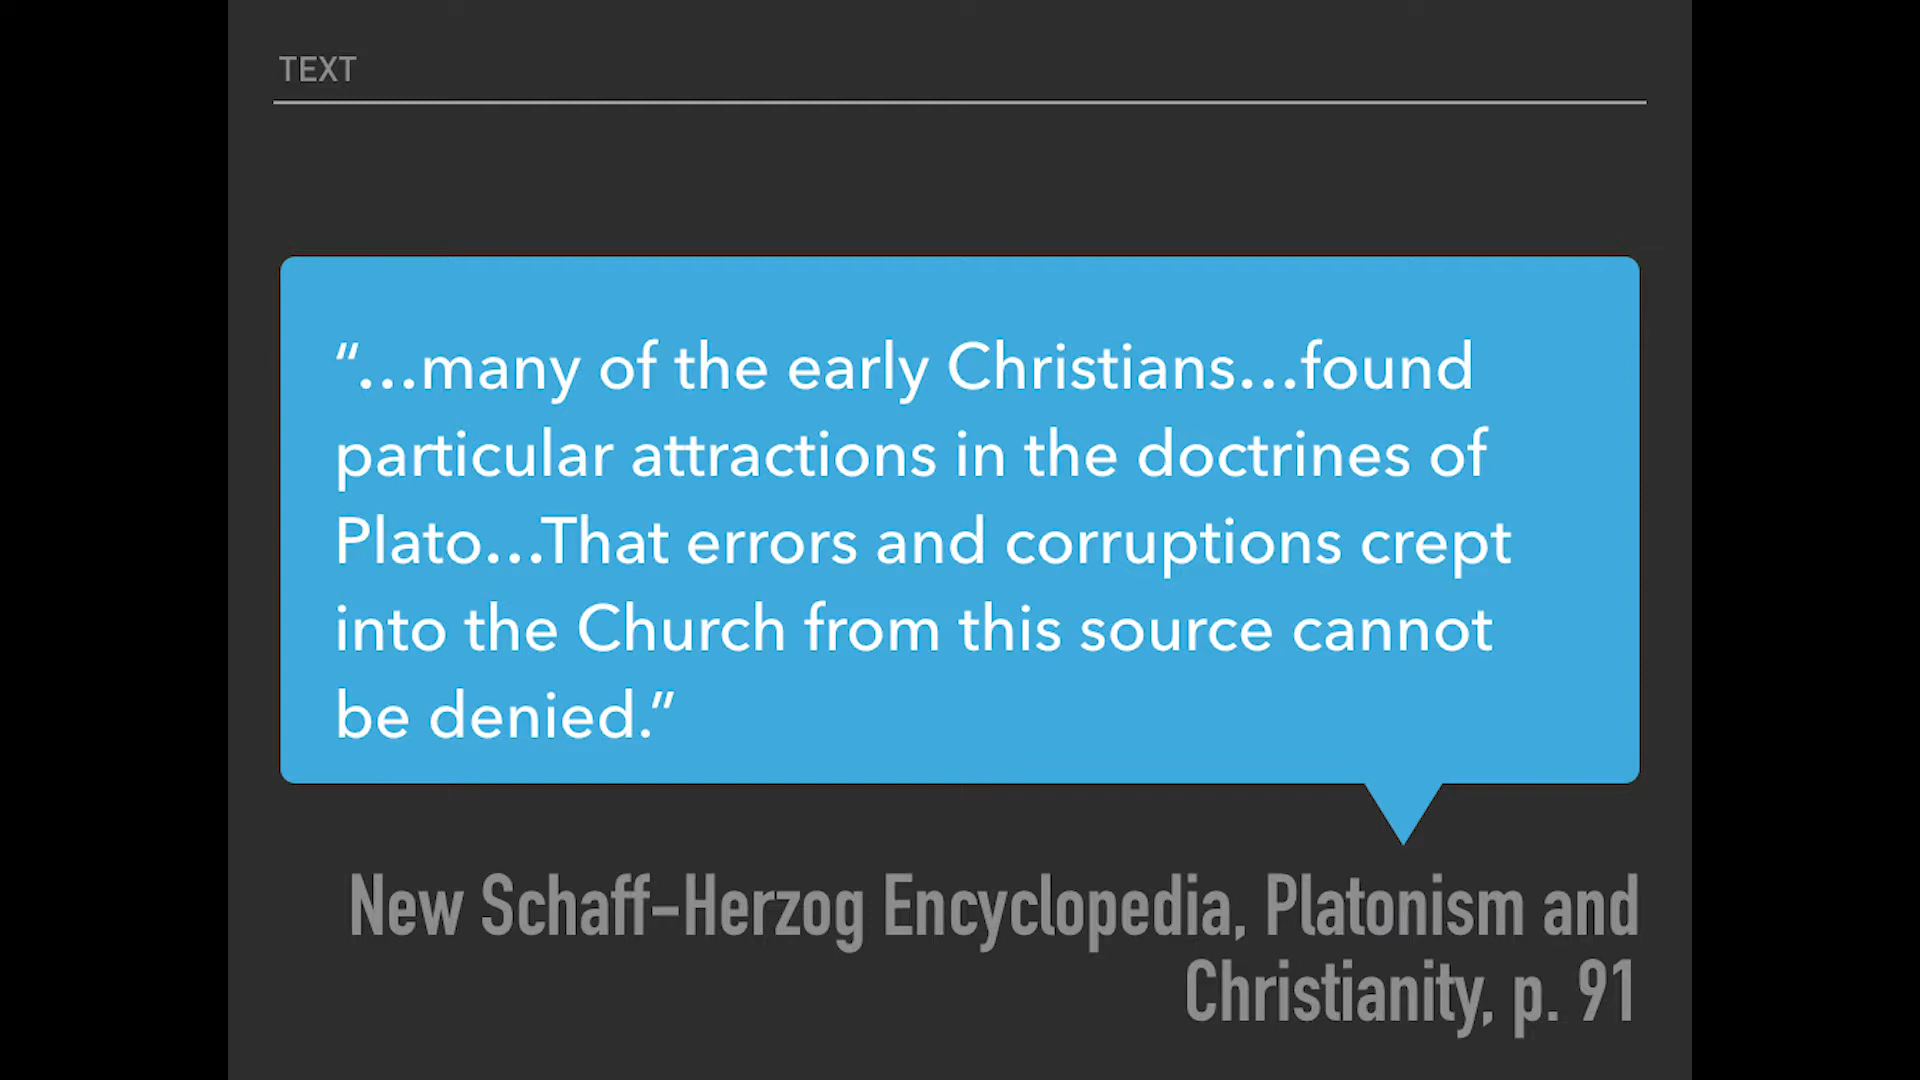 TEXT
“…many of the early Christians…found
particular attractions in the doctrines of
Plato…That errors and corruptions crept
into the Church from this source cannot
be denied.”
New Schaff-Herzog Encyclopedia, Platonism and
Christianity, p. 91